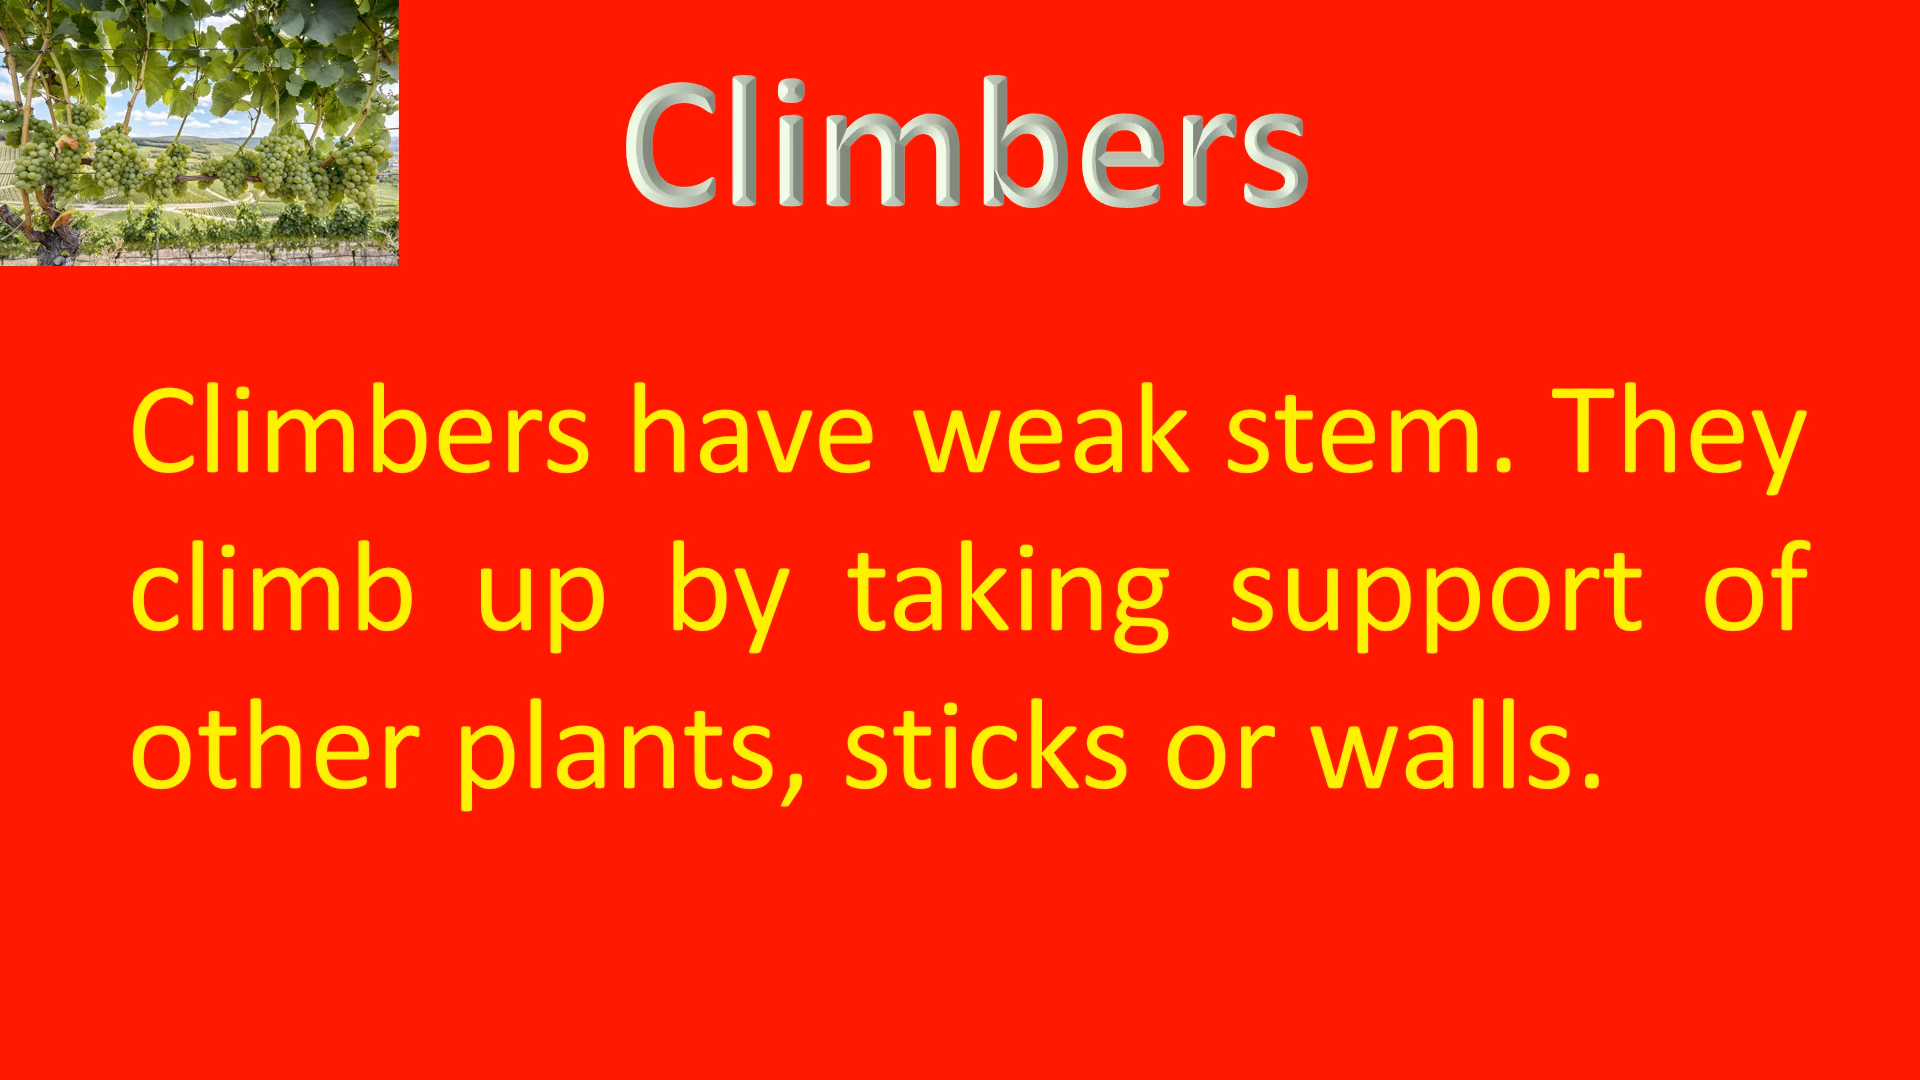 Climbers
Climbers have weak stem. They
climb up by taking support of
other plants, sticks or walls.